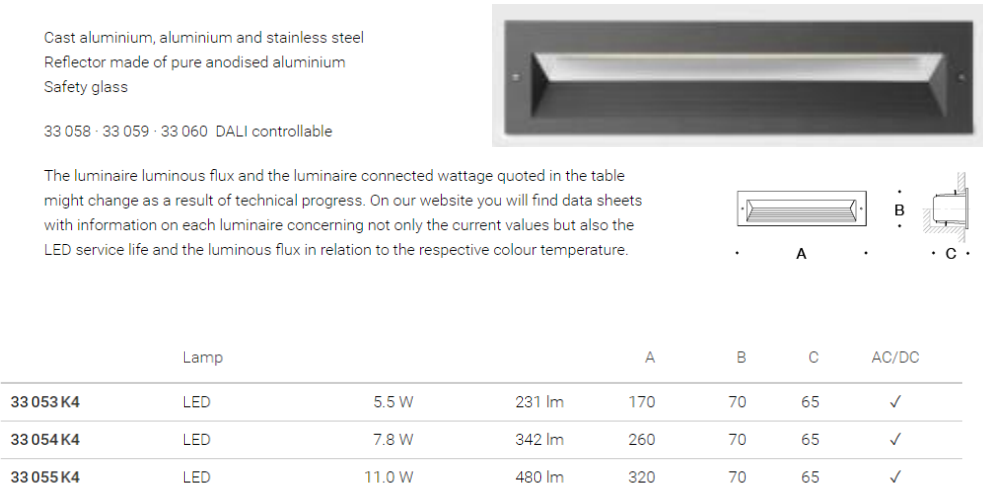 Cast aluminium, aluminium and stainless steel
Reflector made of pure anodised aluminium
Safety glass
33 058 · 33 059 · 33 060 DALI controllable
The luminaire luminous flux and the luminaire connected wattage quoted in the table
might change as a result of technical progress. On our website you will find data sheets
with information on each luminaire concerning not only the current values but also the
LED service life and the luminous flux in relation to the respective colour temperature.
B
A
C
Lamp A B C AC/DC
33 053 K4 LED 5.5 W 231 lm 170 70 65 ✓
33 054 K4 LED 7.8 W 342 lm 260 70 65 ✓
33 055 K4 LED 11.0 W 480 lm 320 70 65 ✓